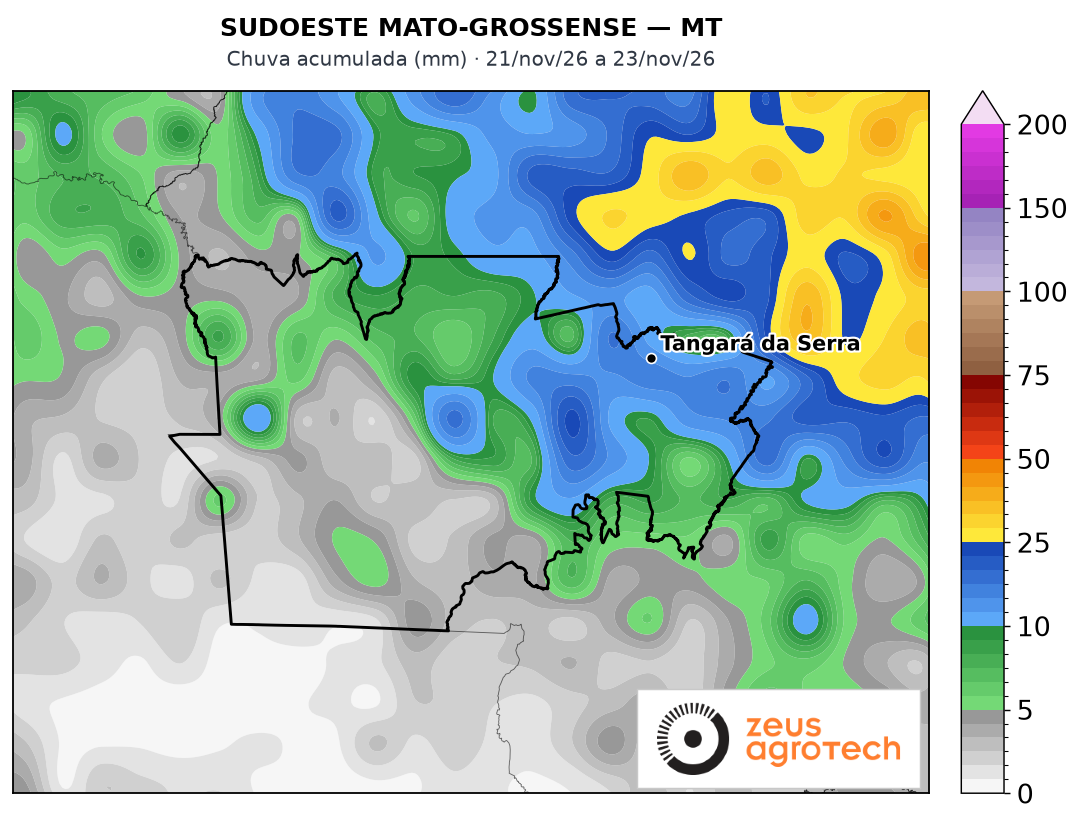 SUDOESTE MATO-GROSSENSE — MT
Chuva acumulada (mm) · 21/nov/26 a 23/nov/26
200
150
100
75
50
25
10
5
0
Tangará da Serra
zeus
agrotech